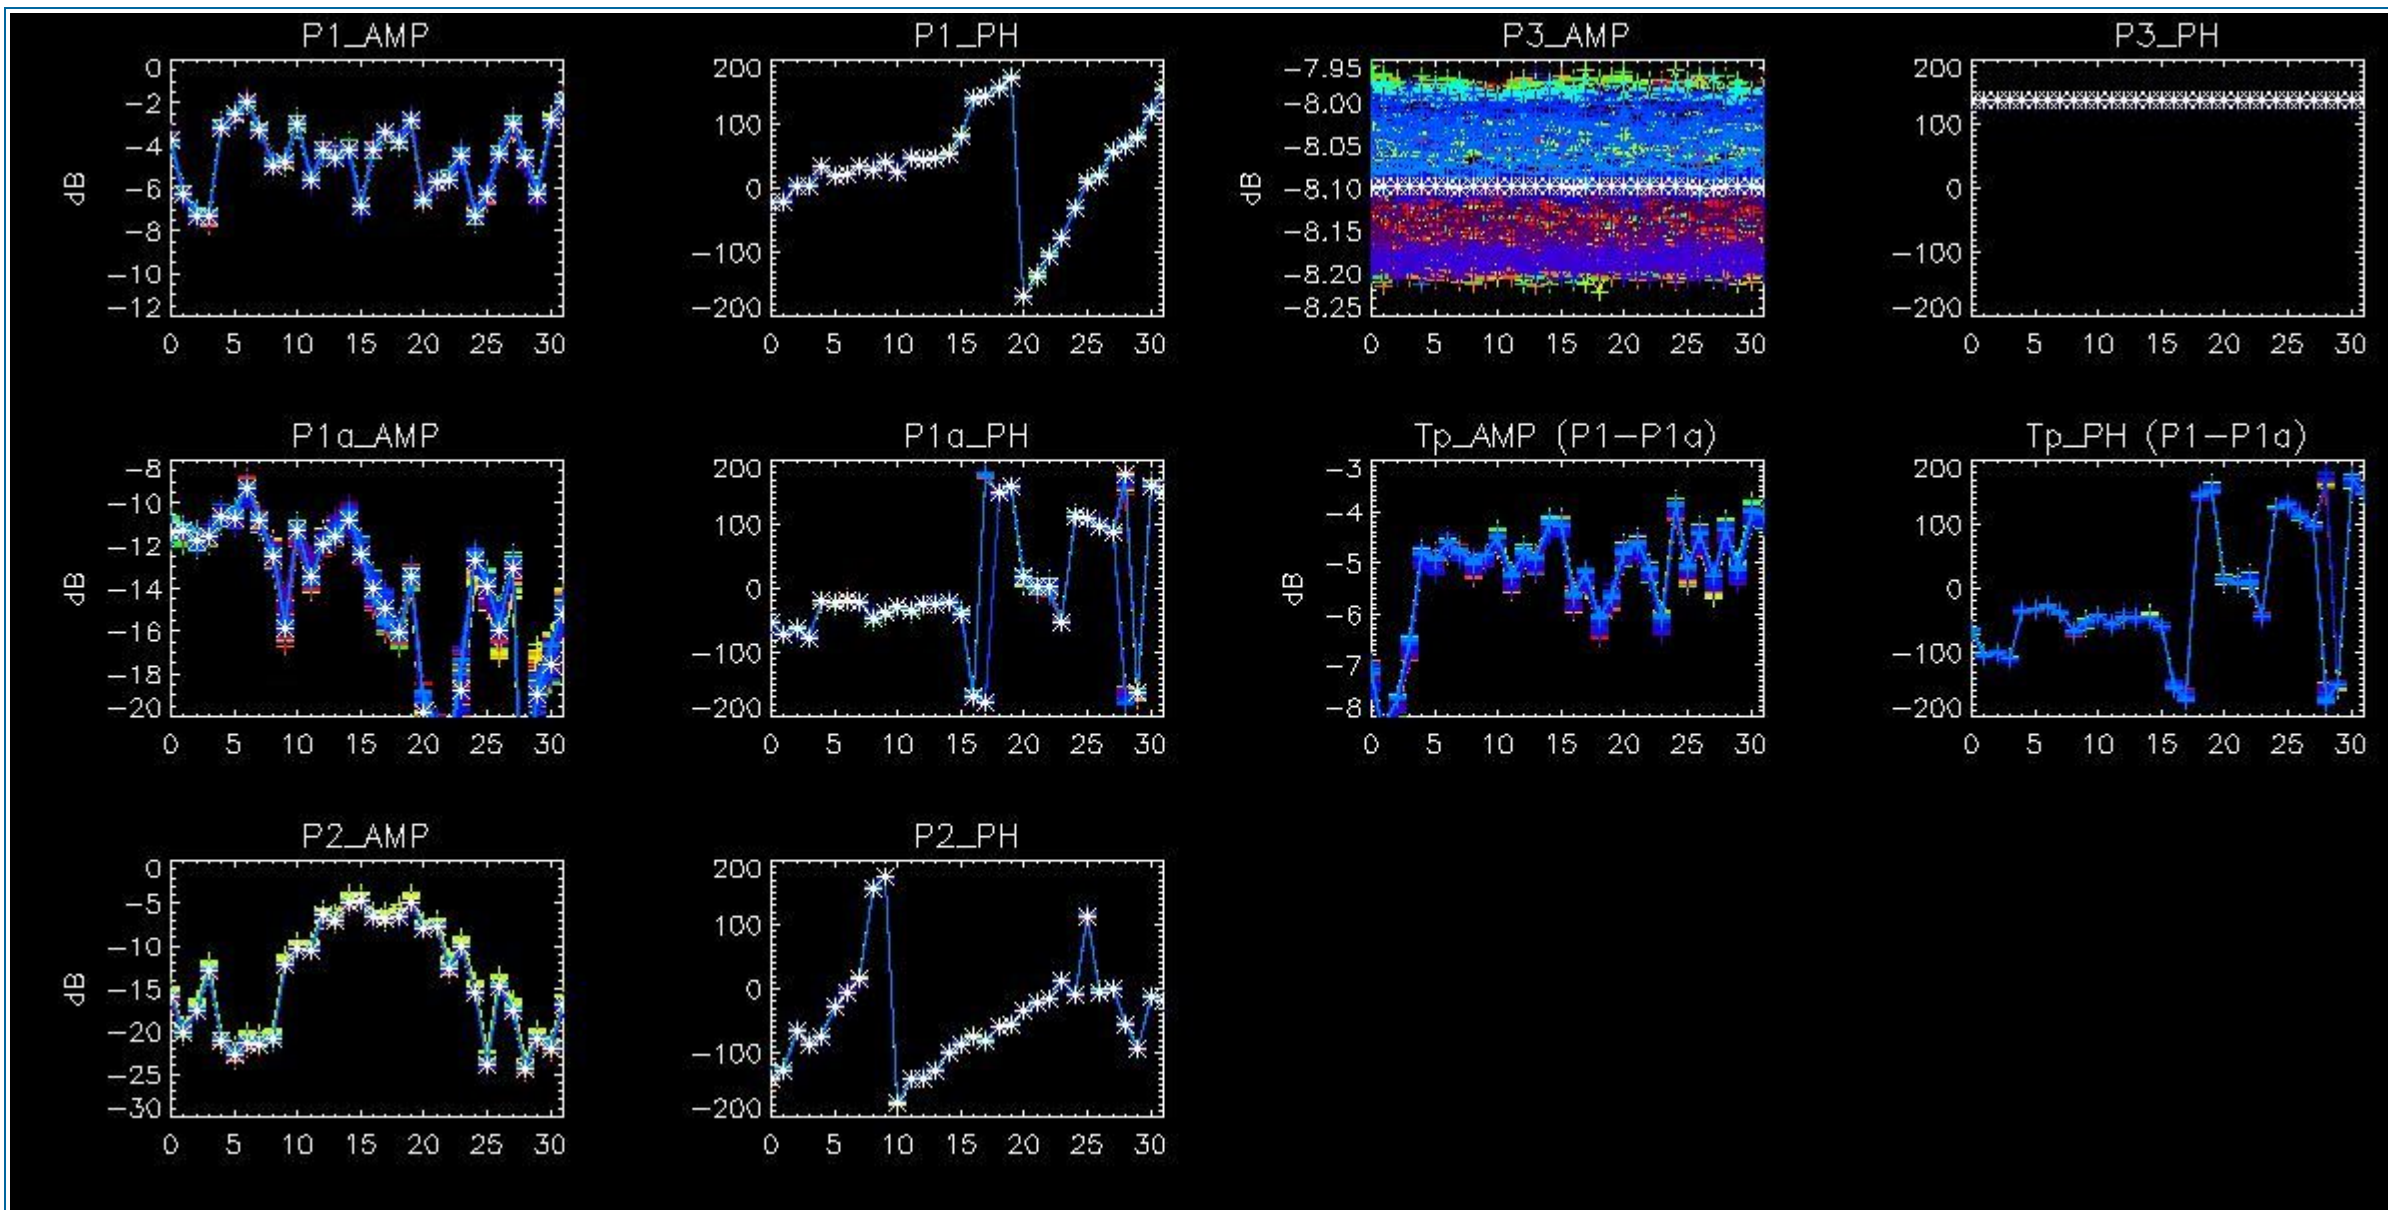 P1_AMP
0
−2
−4
−6
−8
−10
−12
dB
0 5 10 15 20 25 30
P1_PH
200
100
0
−100
−200
0 5 10 15 20 25 30
P3_AMP
−7.95
−8.00
−8.05
−8.10
−8.15
−8.20
−8.25
dB
0 5 10 15 20 25 30
P3_PH
200
100
0
−100
−200
0 5 10 15 20 25 30
P1a_AMP
−8
−10
−12
−14
−16
−18
−20
dB
0 5 10 15 20 25 30
P1a_PH
200
100
0
−100
−200
0 5 10 15 20 25 30
Tp_AMP (P1−P1a)
−3
−4
−5
−6
−7
−8
dB
0 5 10 15 20 25 30
Tp_PH (P1−P1a)
200
100
0
−100
−200
0 5 10 15 20 25 30
P2_AMP
0
−5
−10
−15
−20
−25
−30
dB
0 5 10 15 20 25 30
P2_PH
200
100
0
−100
−200
0 5 10 15 20 25 30